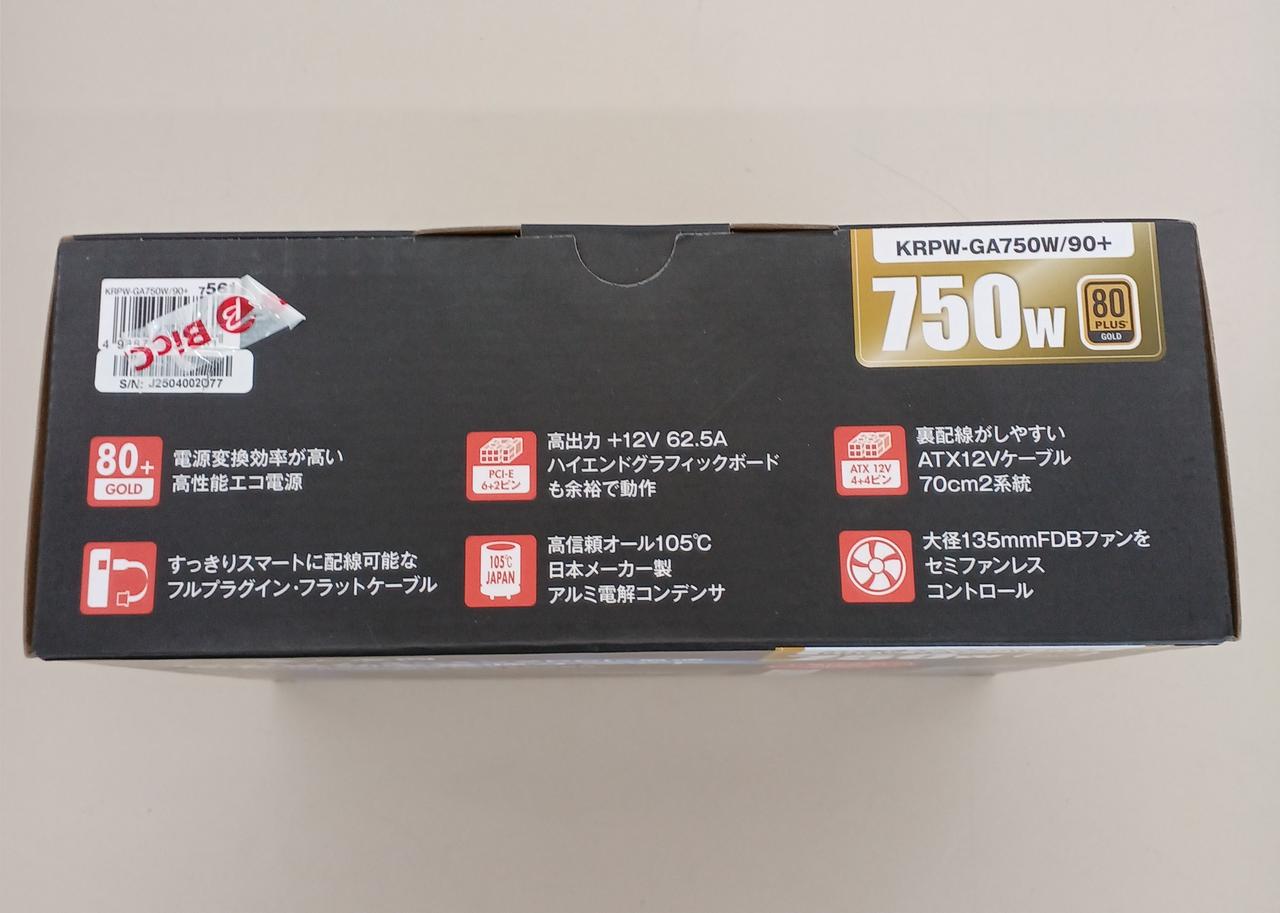 KRPW-GA750W/90+
750W
80
PLUS
GOLD
KRPW-GA750W/90+
BicC
S/N: J2504002077
80+
GOLD
電源変換効率が高い
高性能エコ電源
PCI-E
6+2ピン
高出力 +12V 62.5A
ハイエンドグラフィックボード
も余裕で動作
ATX 12V
4+4ピン
裏配線がしやすい
ATX12Vケーブル
70cm2系統
すっきりスマートに配線可能な
フルプラグイン・フラットケーブル
105℃
JAPAN
高信頼オール105℃
日本メーカー製
アルミ電解コンデンサ
大径135mmFDBファンを
セミファンレス
コントロール